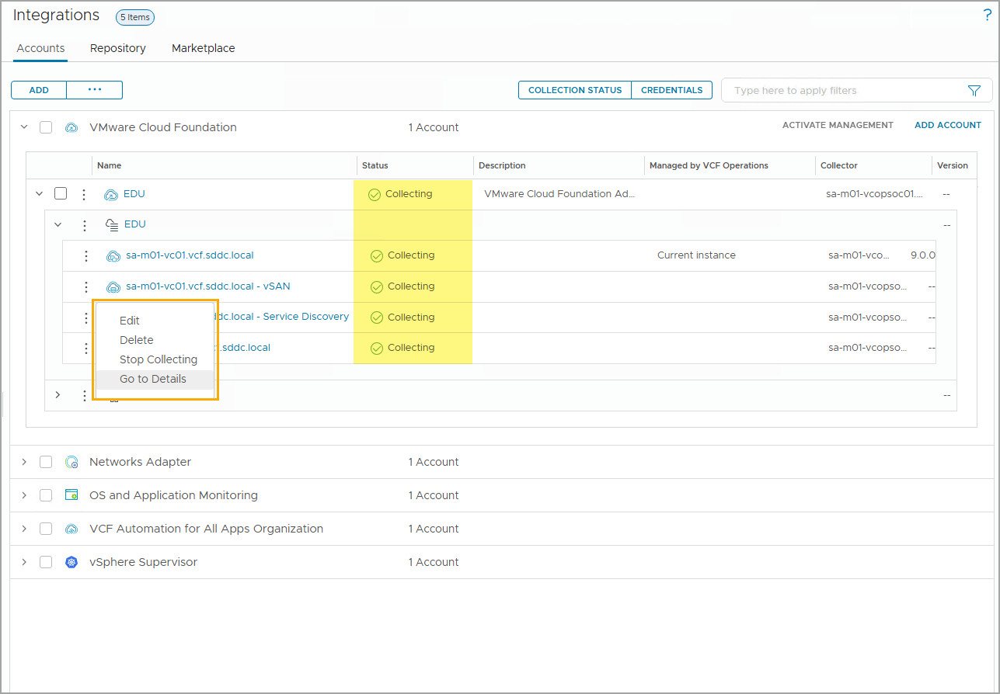 Integrations 5 Items ?
Accounts Repository Marketplace
ADD ••• COLLECTION STATUS CREDENTIALS Type here to apply filters
VMware Cloud Foundation 1 Account ACTIVATE MANAGEMENT ADD ACCOUNT
Name Status Description Managed by VCF Operations Collector Version
EDU Collecting VMware Cloud Foundation Ad... sa-m01-vcopsoc01.... --
EDU --
sa-m01-vc01.vcf.sddc.local Collecting Current instance sa-m01-vco... 9.0.0
sa-m01-vc01.vcf.sddc.local - vSAN Collecting sa-m01-vcopso... --
dc.local - Service Discovery Collecting sa-m01-vcopso... --
.sddc.local Collecting sa-m01-vcopso... --
Edit
Delete
Stop Collecting
Go to Details
--
Networks Adapter 1 Account
OS and Application Monitoring 1 Account
VCF Automation for All Apps Organization 1 Account
vSphere Supervisor 1 Account